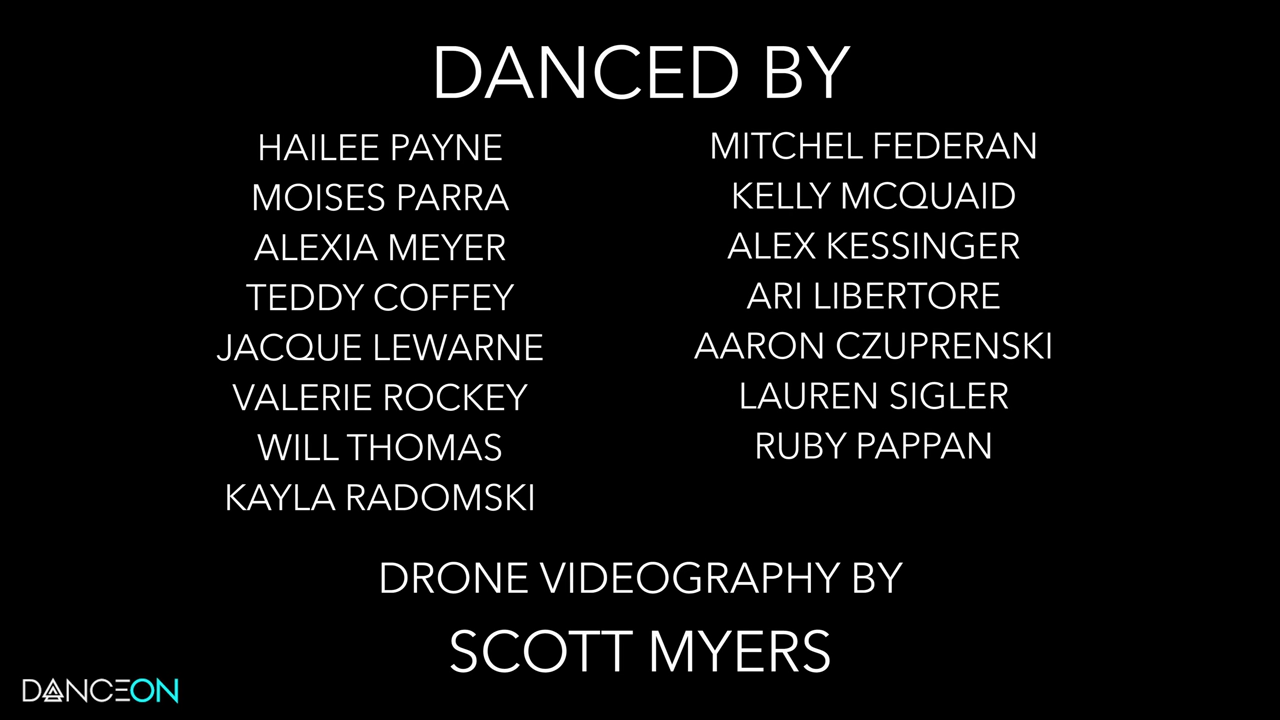 DANCED BY
HAILEE PAYNE
MOISES PARRA
ALEXIA MEYER
TEDDY COFFEY
JACQUE LEWARNE
VALERIE ROCKEY
WILL THOMAS
KAYLA RADOMSKI
MITCHEL FEDERAN
KELLY MCQUAID
ALEX KESSINGER
ARI LIBERTORE
AARON CZUPRENSKI
LAUREN SIGLER
RUBY PAPPAN
DRONE VIDEOGRAPHY BY
SCOTT MYERS
DANCEON